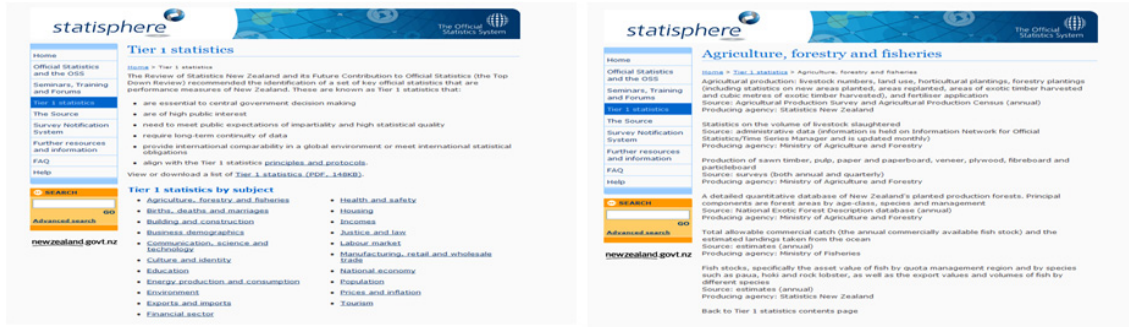 statisphere
The Official
Statistics System
Home
Official Statistics
and the OSS
Seminars, Training
and Forums
Tier 1 statistics
The Source
Survey Notification
System
Further resources
and information
FAQ
Help
SEARCH
GO
Advanced search
newzealand.govt.nz
Tier 1 statistics
Home > Tier 1 statistics
The Review of Statistics New Zealand and its Future Contribution to Official Statistics (the Top
Down Review) recommended the identification of a set of key official statistics that are
performance measures of New Zealand. These are known as Tier 1 statistics that:
• are essential to central government decision making
• are of high public interest
• need to meet public expectations of impartiality and high statistical quality
• require long-term continuity of data
• provide international comparability in a global environment or meet international statistical
obligations
• align with the Tier 1 statistics principles and protocols.
View or download a list of Tier 1 statistics (PDF, 148KB).
Tier 1 statistics by subject
• Agriculture, forestry and fisheries
• Births, deaths and marriages
• Building and construction
• Business demographics
• Communication, science and
technology
• Culture and identity
• Education
• Energy production and consumption
• Environment
• Exports and imports
• Financial sector
• Health and safety
• Housing
• Incomes
• Justice and law
• Labour market
• Manufacturing, retail and wholesale
trade
• National economy
• Population
• Prices and inflation
• Tourism
statisphere
The Official
Statistics System
Home
Official Statistics
and the OSS
Seminars, Training
and Forums
Tier 1 statistics
The Source
Survey Notification
System
Further resources
and information
FAQ
Help
SEARCH
GO
Advanced search
newzealand.govt.nz
Agriculture, forestry and fisheries
Home > Tier 1 statistics > Agriculture, forestry and fisheries
Agricultural production: livestock numbers, land use, horticultural plantings, forestry plantings
(including statistics on new areas planted, areas replanted, areas of exotic timber harvested
and cubic metres of exotic timber harvested), and fertiliser application
Source: Agricultural Production Survey and Agricultural Production Census (annual)
Producing agency: Statistics New Zealand
Statistics on the volume of livestock slaughtered
Source: administrative data (information is held on Information Network for Official
Statistics/Time Series Manager and is updated monthly)
Producing agency: Ministry of Agriculture and Forestry
Production of sawn timber, pulp, paper and paperboard, veneer, plywood, fibreboard and
particleboard
Source: surveys (both annual and quarterly)
Producing agency: Ministry of Agriculture and Forestry
A detailed quantitative database of New Zealand's planted production forests. Principal
components are forest areas by age-class, species and management
Source: National Exotic Forest Description database (annual)
Producing agency: Ministry of Agriculture and Forestry
Total allowable commercial catch (the annual commercially available fish stock) and the
estimated landings taken from the ocean
Source: estimates (annual)
Producing agency: Ministry of Fisheries
Fish stocks, specifically the asset value of fish by quota management region and by species
such as paua, hoki and rock lobster, as well as the export values and volumes of fish by
different species
Source: estimates (annual)
Producing agency: Statistics New Zealand
Back to Tier 1 statistics contents page